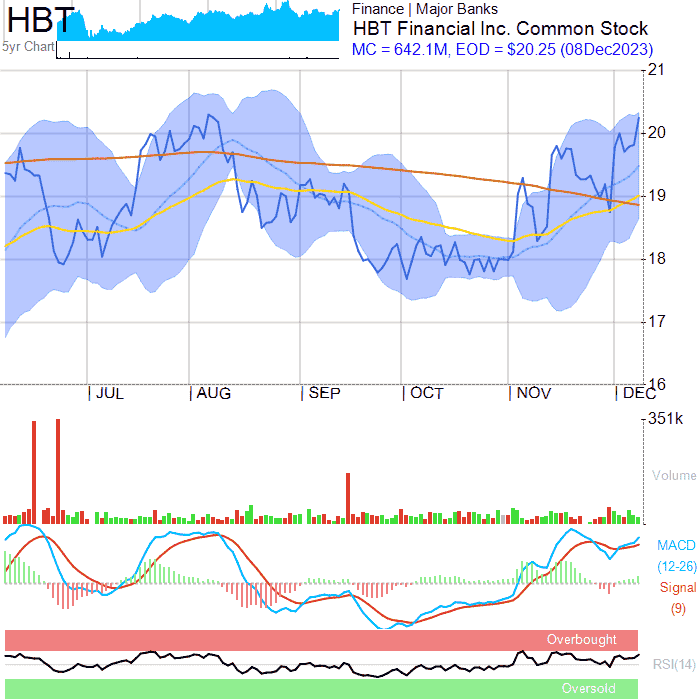 HBT
5yr Chart
Finance | Major Banks
HBT Financial Inc. Common Stock
MC = 642.1M, EOD = $20.25 (08Dec2023)
21
20
19
18
17
16
JUL AUG SEP OCT NOV DEC
351k
Volume
MACD
(12-26)
Signal
(9)
Overbought
RSI(14)
Oversold